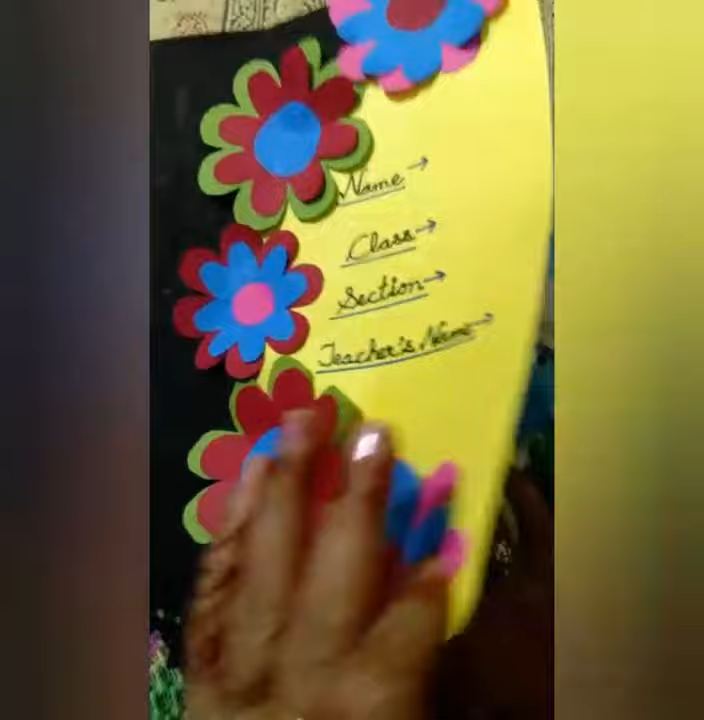 Name →
Class →
Section →
Teacher's Name →